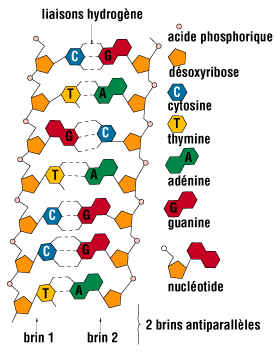 liaisons hydrogène
acide phosphorique
désoxyribose
C G
C
cytosine
T A
T
thymine
G C
A
adénine
T A
G
guanine
C G
C G
nucléotide
T A
2 brins antiparallèles
brin 1 brin 2